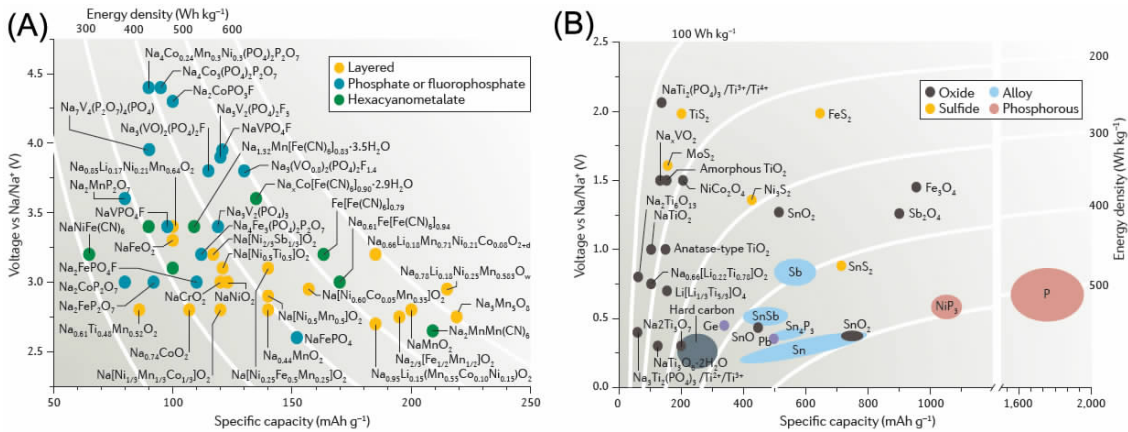 (A)
Energy density (Wh kg⁻¹)
300 400 500 600
Voltage vs Na/Na⁺ (V)
4.5
4.0
3.5
3.0
2.5
50 100 150 200 250
Specific capacity (mAh g⁻¹)
Layered
Phosphate or fluorophosphate
Hexacyanometalate
Na₄Co₀.₂₄Mn₀.₃Ni₀.₃(PO₄)₂P₂O₇
Na₄Co₃(PO₄)₂P₂O₇
Na₂CoPO₃F
Na₇V₄(P₂O₇)₄(PO₄)
Na₃V₂(PO₄)₂F₃
Na₃(VO)₂(PO₄)₂F
NaVPO₄F
Na₁.₃₂Mn[Fe(CN)₆]₀.₈₃·3.5H₂O
Na₀.₈₅Li₀.₁₇Ni₀.₂₁Mn₀.₆₄O₂
Na₃(VO₀.₈)₂(PO₄)₂F₁.₄
Na₂MnP₂O₇
NaₓCo[Fe(CN)₆]₀.₉₀·2.9H₂O
Fe[Fe(CN)₆]₀.₇₉
NaVPO₄F
Na₃V₂(PO₄)₃
Na₀.₆₁Fe[Fe(CN)₆]₀.₉₄
NaNiFe(CN)₆
Na₄Fe₃(PO₄)₂P₂O₇
Na₀.₆₆Li₀.₁₈Mn₀.₇₁Ni₀.₂₁Co₀.₀₈O₂₊d
NaFeO₂
Na[Ni₂/₃Sb₁/₃]O₂
Na[Ni₀.₅Ti₀.₅]O₂
Na₀.₇₈Li₀.₁₈Ni₀.₂₅Mn₀.₅₈₃Ow
Na₂FePO₄F
Na₂CoP₂O₇
NaCrO₂
NaNiO₂
Na[Ni₀.₆₀Co₀.₀₅Mn₀.₃₅]O₂
Na₃Mn₅O₈
Na₂FeP₂O₇
Na[Ni₀.₅Mn₀.₅]O₂
Na₀.₆₁Ti₀.₄₈Mn₀.₅₂O₂
NaFePO₄
NaMnO₂
Na₂MnMn(CN)₆
Na₀.₇₄CoO₂
Na₀.₄₄MnO₂
Na₂/₃[Fe₁/₂Mn₁/₂]O₂
Na[Ni₁/₃Mn₁/₃Co₁/₃]O₂
Na[Ni₀.₂₅Fe₀.₅Mn₀.₂₅]O₂
Na₀.₉₅Li₀.₁₅(Mn₀.₅₅Co₀.₁₀Ni₀.₁₅)O₂
(B)
100 Wh kg⁻¹
Voltage vs Na/Na⁺ (V)
2.5
2.0
1.5
1.0
0.5
0.0
0 200 400 600 800 1000 1,600 2,000
Specific capacity (mAh g⁻¹)
Energy density (Wh kg⁻¹)
200
300
400
500
Oxide
Sulfide
Alloy
Phosphorous
NaTi₂(PO₄)₃/Ti³⁺/Ti⁴⁺
TiS₂
FeS₂
NaₓVO₂
MoS₂
Amorphous TiO₂
NiCo₂O₄
Ni₃S₂
Fe₃O₄
Na₂Ti₆O₁₃
SnO₂
Sb₂O₄
NaTiO₂
Anatase-type TiO₂
Na₀.₆₆[Li₀.₂₂Ti₀.₇₈]O₂
Sb
SnS₂
Li[Li₁/₃Ti₅/₃]O₄
Hard carbon
SnSb
NiP₃
P
Na2Ti₃O₇
Ge
SnO
Sn₄P₃
SnO₂
Pb
Sn
NaTi₃O₆·2H₂O
Na₃Ti₂(PO₄)₃/Ti²⁺/Ti³⁺